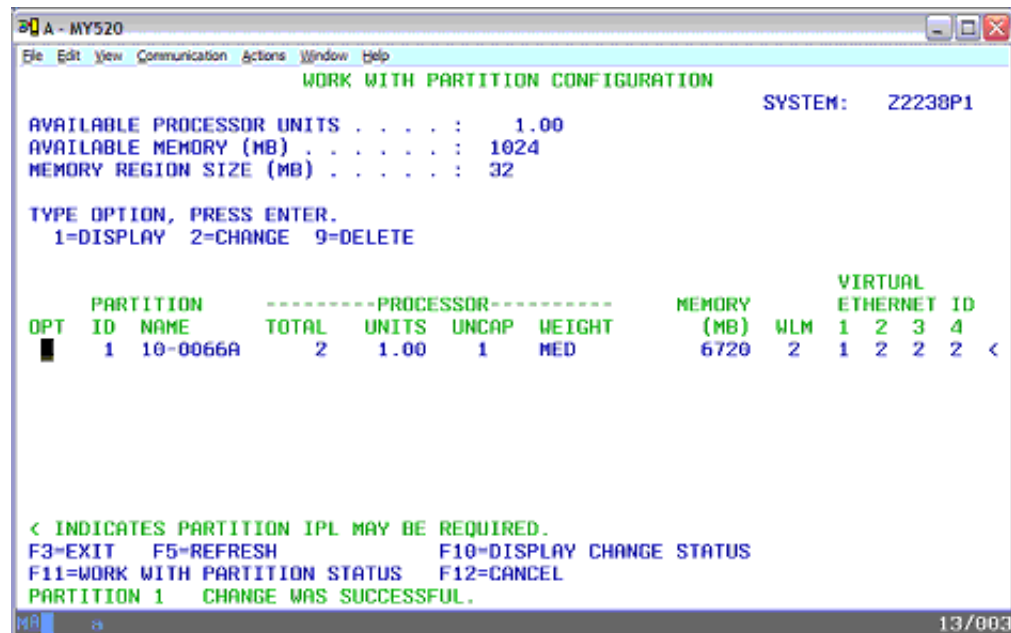 A - MY520
File Edit View Communication Actions Window Help
WORK WITH PARTITION CONFIGURATION
SYSTEM: Z2238P1
AVAILABLE PROCESSOR UNITS . . . . : 1.00
AVAILABLE MEMORY (MB) . . . . . . : 1024
MEMORY REGION SIZE (MB) . . . . . : 32
TYPE OPTION, PRESS ENTER.
1=DISPLAY 2=CHANGE 9=DELETE
VIRTUAL
PARTITION ---------PROCESSOR---------- MEMORY ETHERNET ID
OPT ID NAME TOTAL UNITS UNCAP WEIGHT (MB) WLM 1 2 3 4
1 10-0066A 2 1.00 1 MED 6720 2 1 2 2 2 <
< INDICATES PARTITION IPL MAY BE REQUIRED.
F3=EXIT F5=REFRESH F10=DISPLAY CHANGE STATUS
F11=WORK WITH PARTITION STATUS F12=CANCEL
PARTITION 1 CHANGE WAS SUCCESSFUL.
MA a 13/003